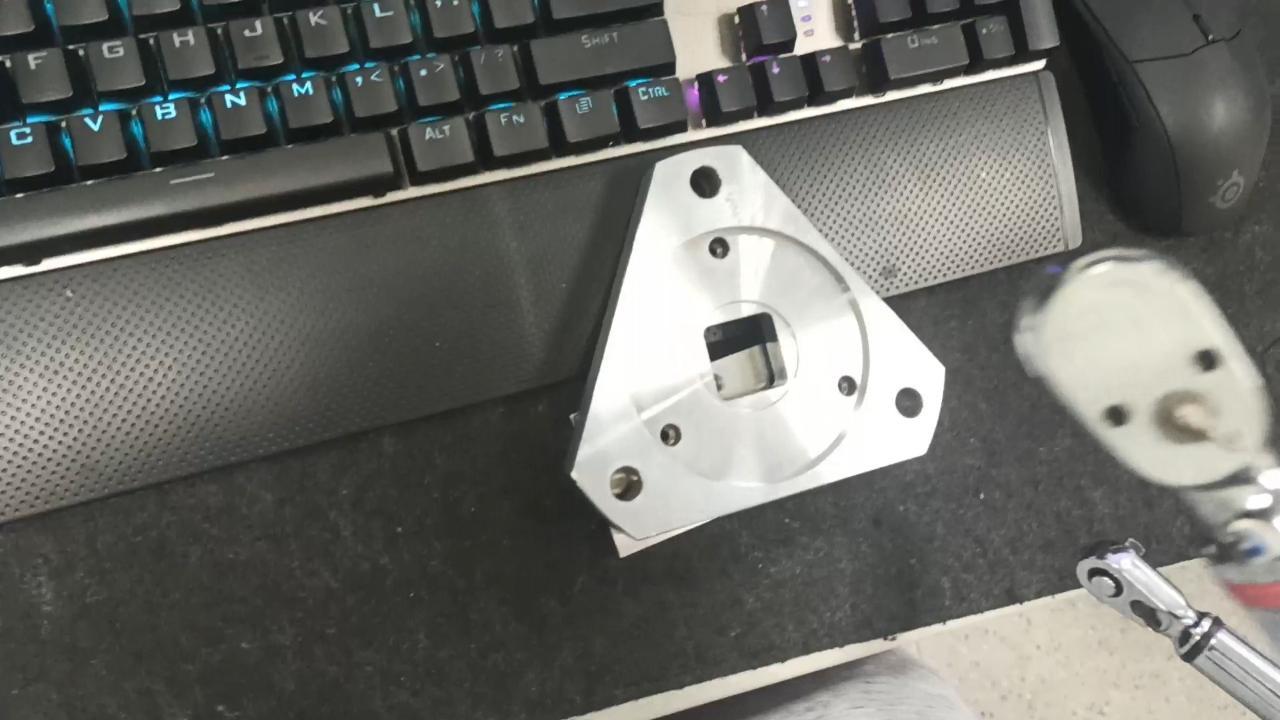 L
F G H J K
SHIFT
C V B N M , < . > / ?
ALT FN CTRL
0 INS